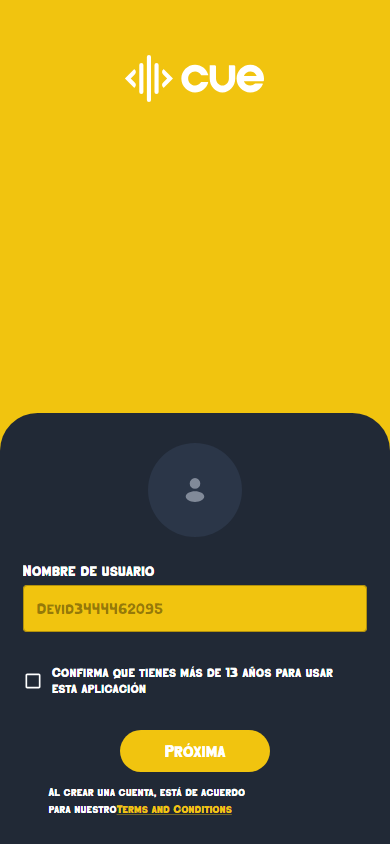 cue
Nombre de usuario
Devid3444462095
Confirma que tienes más de 13 años para usar
esta aplicación
Próxima
Al crear una cuenta, está de acuerdo
para nuestroTerms and Conditions